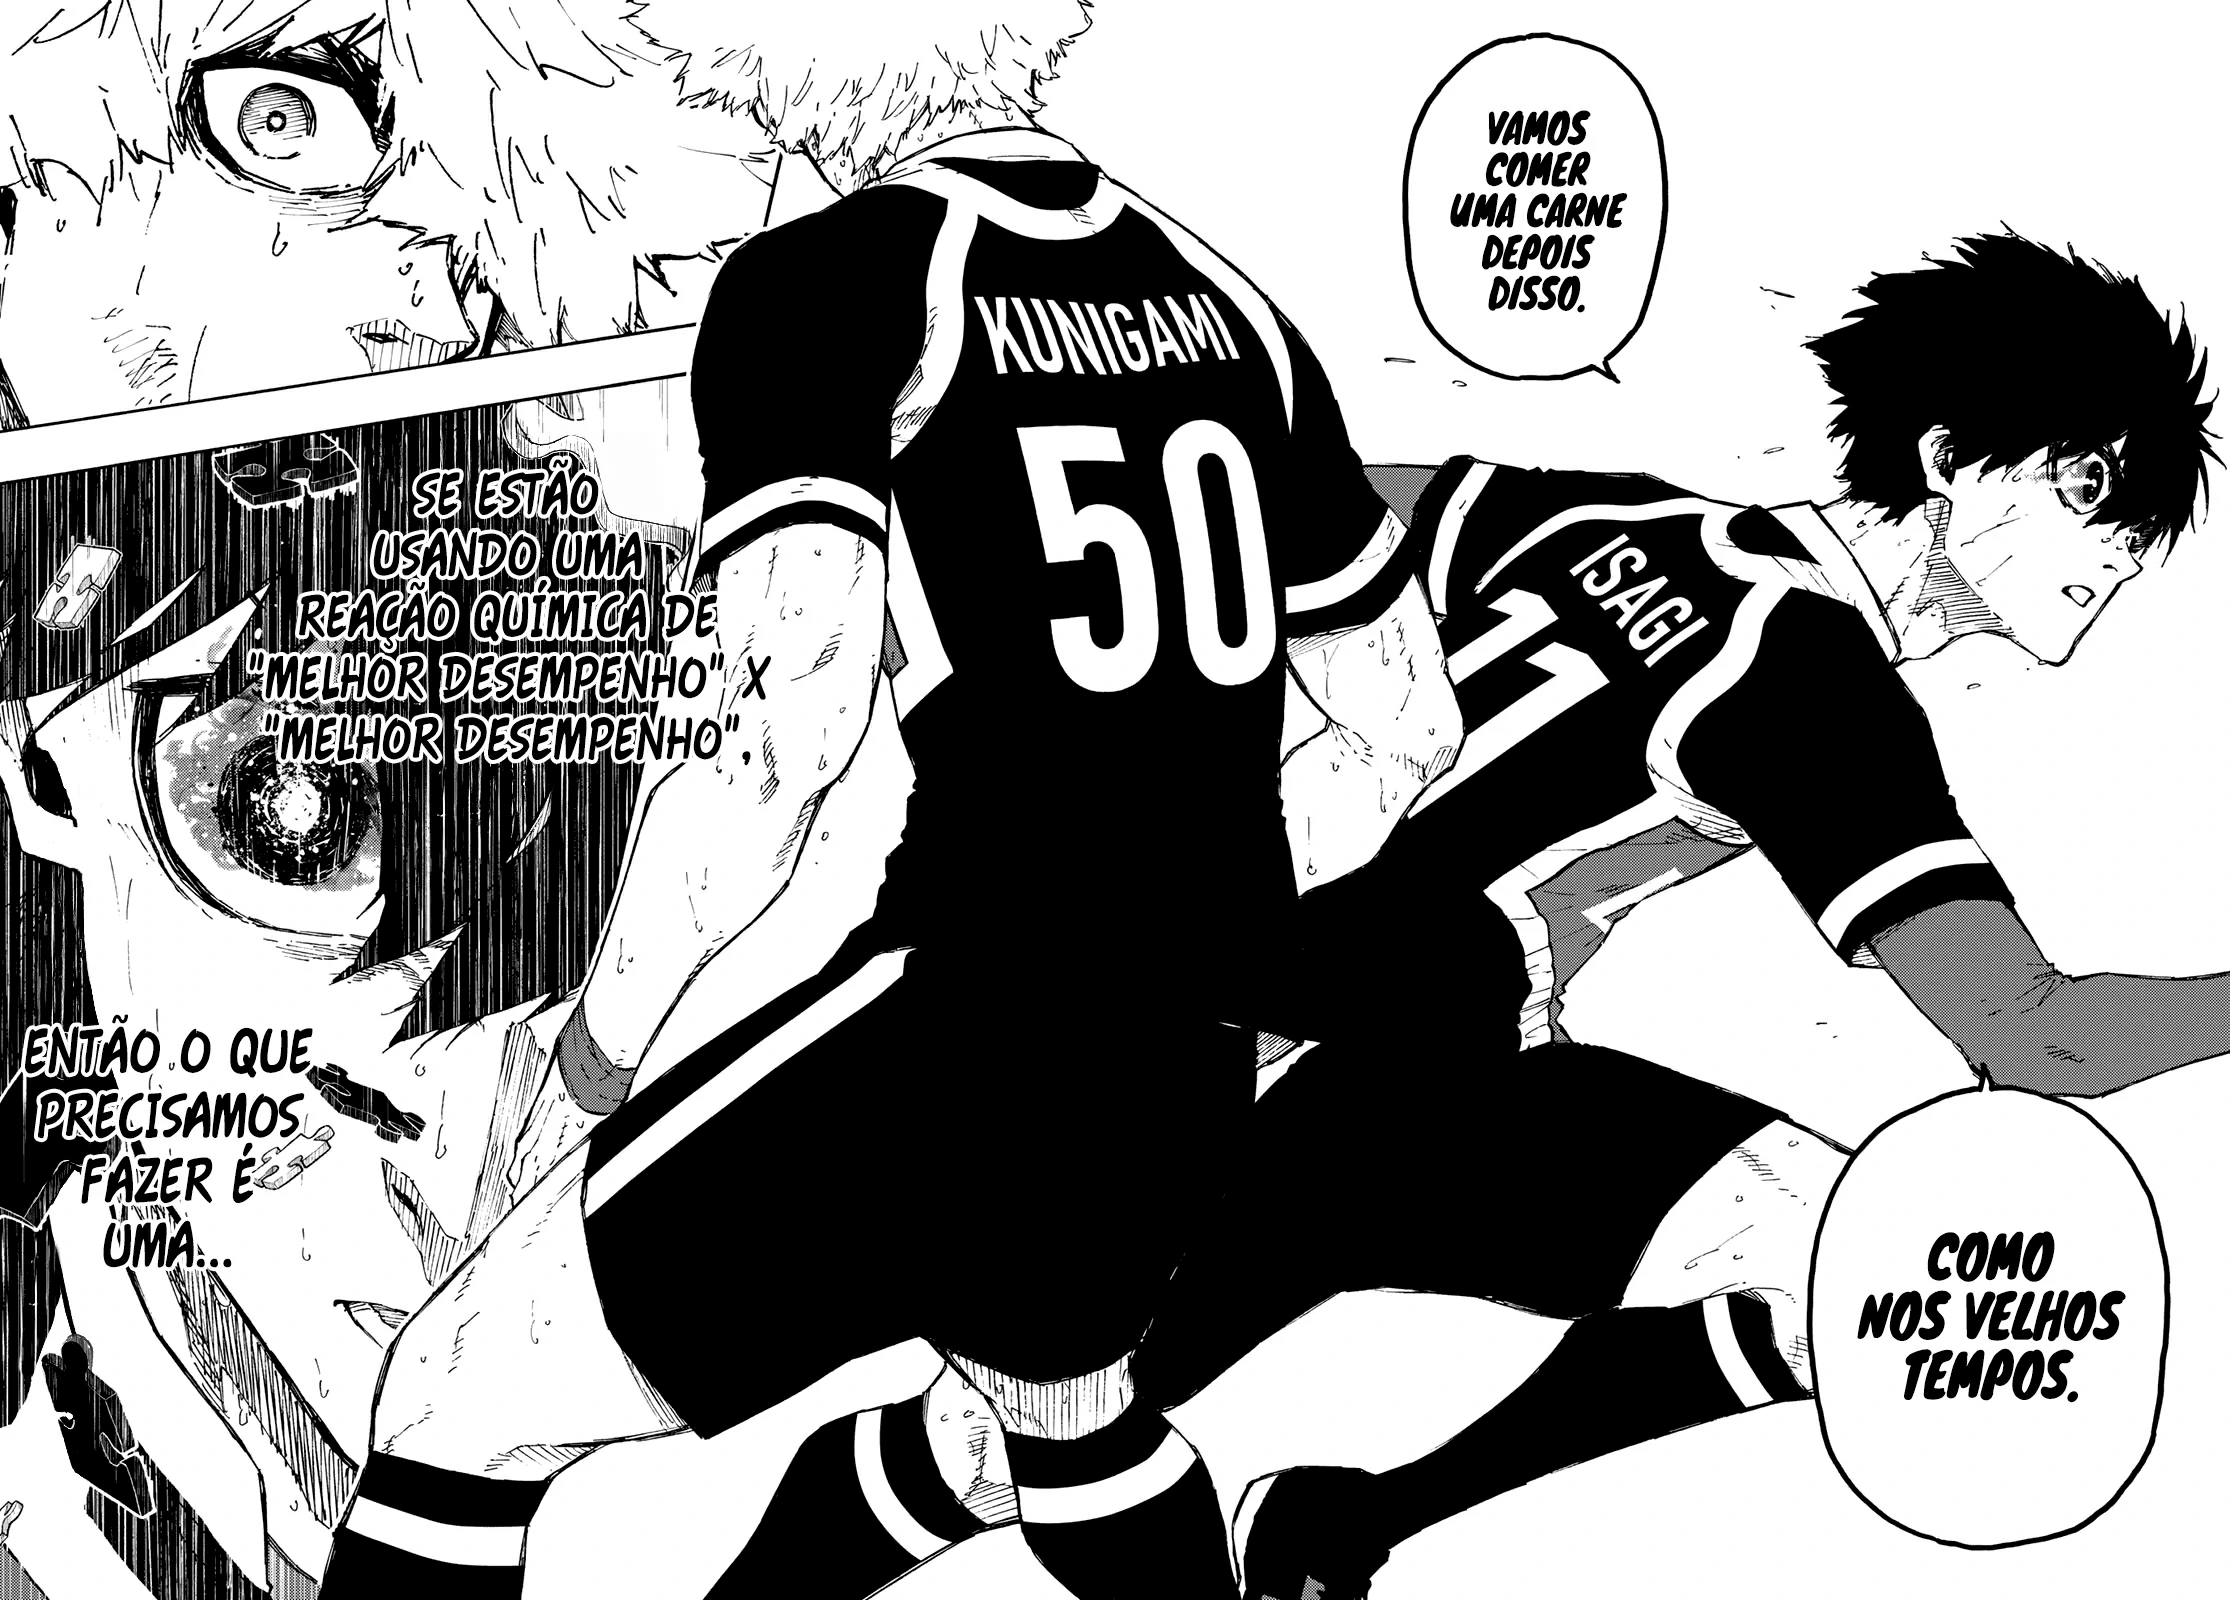 VAMOS
COMER
UMA CARNE
DEPOIS
DISSO.
COMO
NOS VELHOS
TEMPOS.
KUNIGAMI
50
ISAGI
11
SE ESTÃO
USANDO UMA
REAÇÃO QUÍMICA DE
"MELHOR DESEMPENHO" X
"MELHOR DESEMPENHO",
ENTÃO O QUE
PRECISAMOS
FAZER É
UMA...